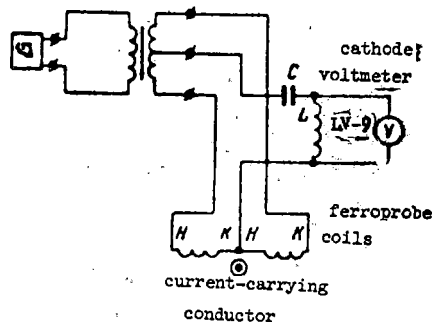 G
cathode
voltmeter
C
L
LV-9
V
ferroprobe
coils
H
K
H
K
current-carrying
conductor